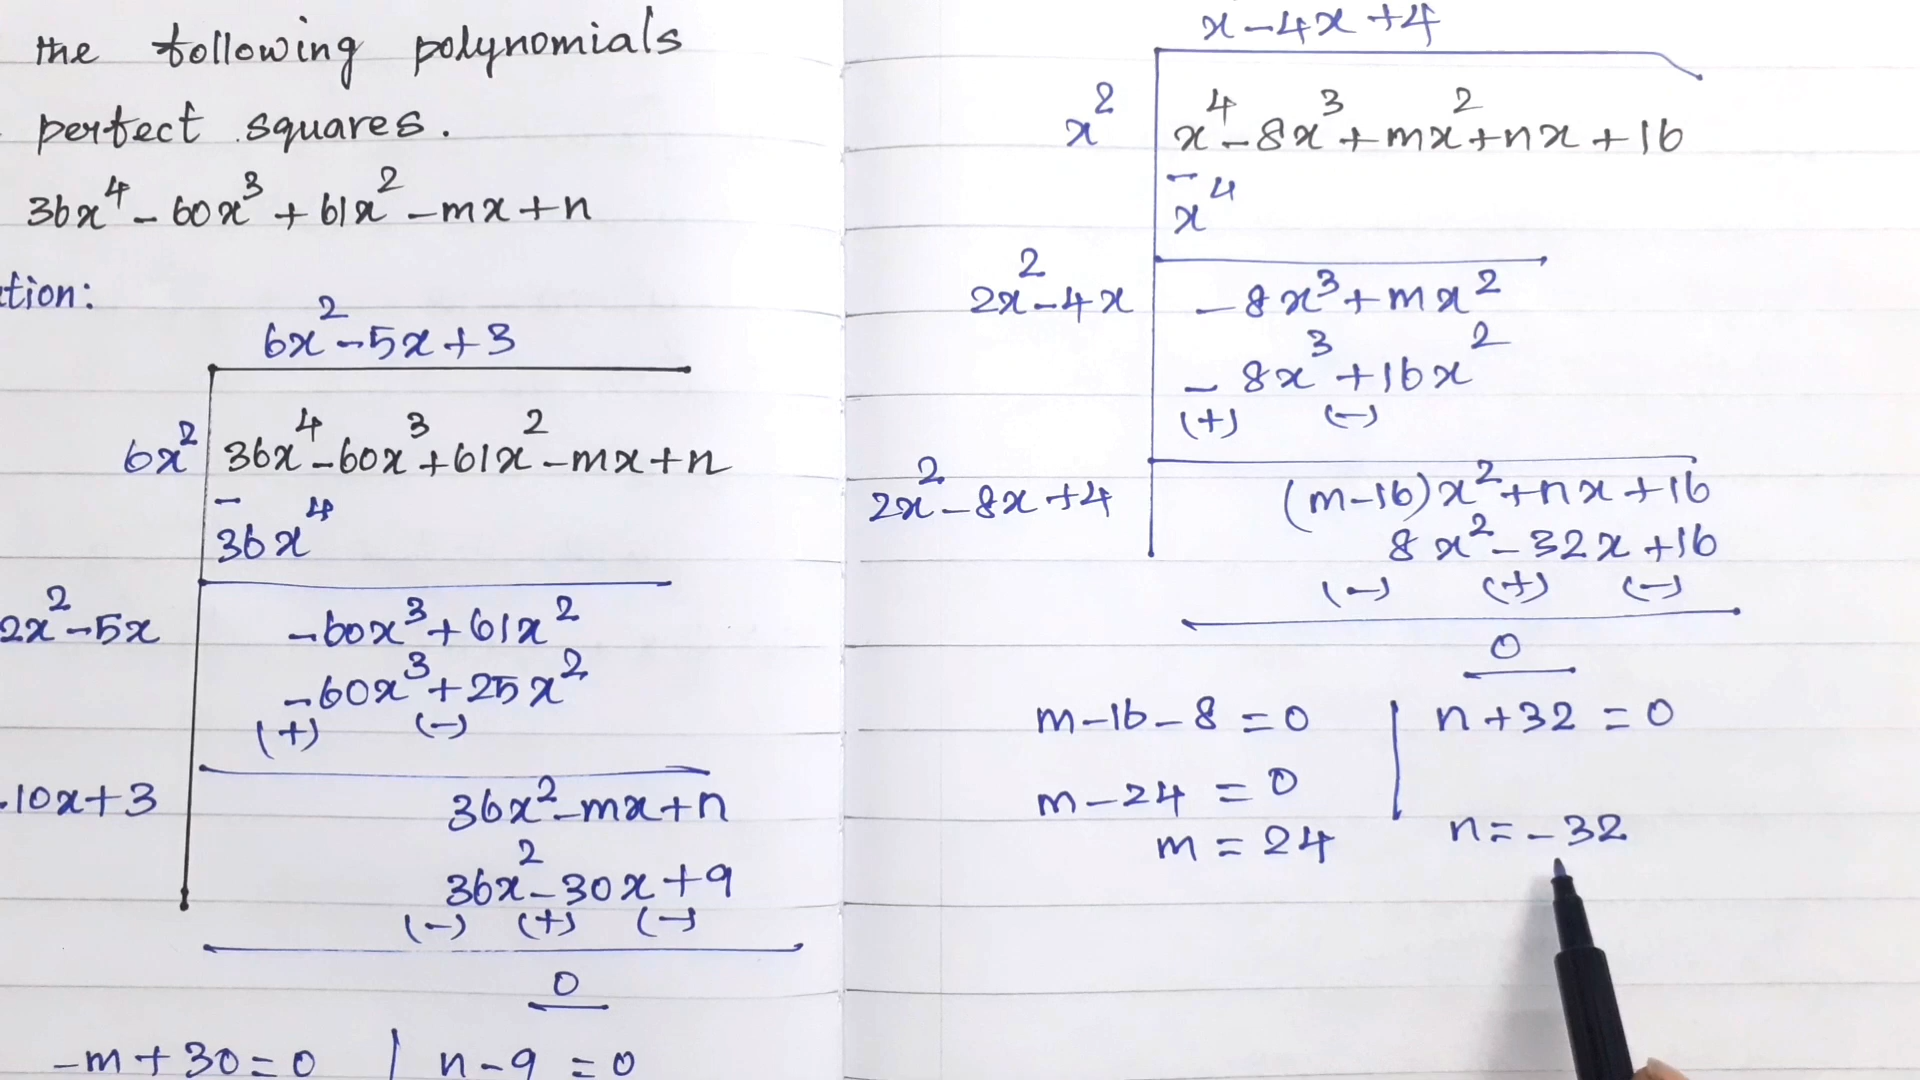 the following polynomials
perfect squares.
36x⁴ - 60x³ + 61x² - mx + n
tion:
6x² - 5x + 3
6x² 36x⁴ - 60x³ + 61x² - mx + n
-
36x⁴
2x² - 5x - 60x³ + 61x²
- 60x³ + 25x²
(+) (-)
10x + 3 36x² - mx + n
36x² - 30x + 9
(-) (+) (-)
0
-m + 30 = 0 | n - 9 = 0
x - 4x + 4
x² x⁴ - 8x³ + mx² + nx + 16
-
x⁴
2x² - 4x - 8x³ + mx²
- 8x³ + 16x²
(+) (-)
2x² - 8x + 4 (m-16)x² + nx + 16
8x² - 32x + 16
(-) (+) (-)
0
m - 16 - 8 = 0 | n + 32 = 0
m - 24 = 0
m = 24 n = -32